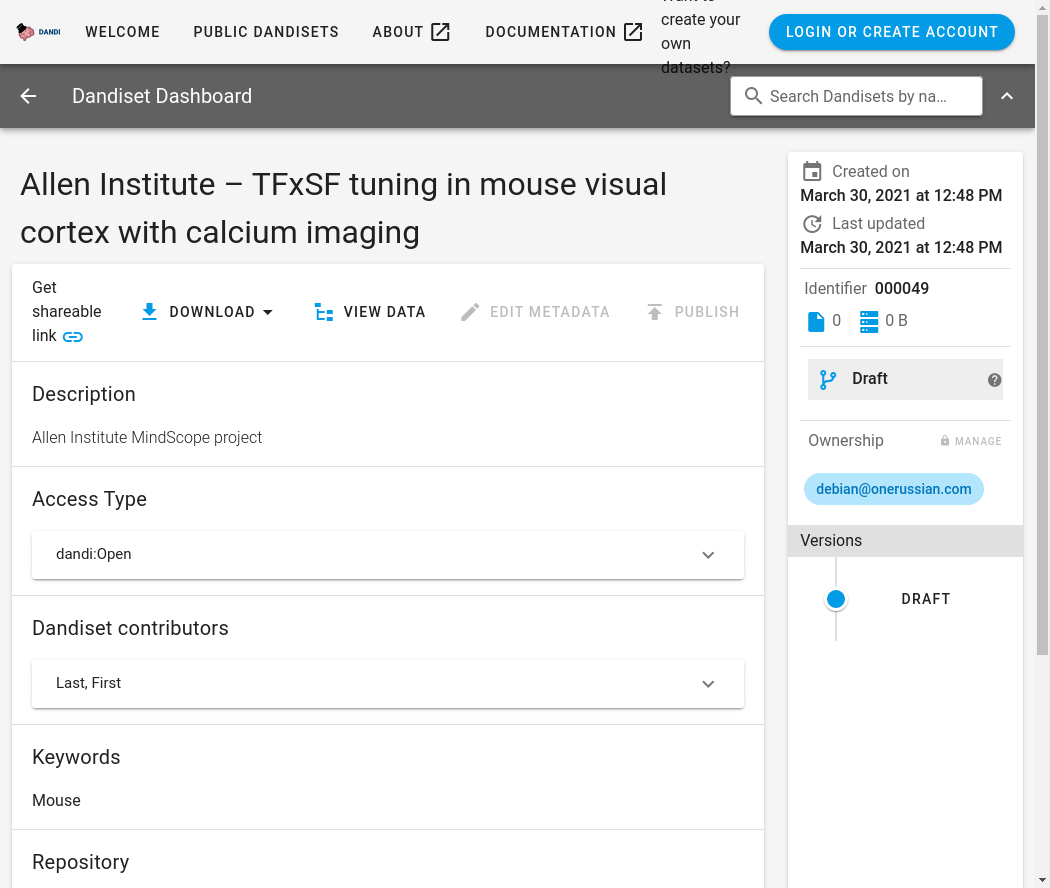 DANDI
WELCOME
PUBLIC DANDISETS
ABOUT
DOCUMENTATION
create your
own
datasets?
LOGIN OR CREATE ACCOUNT
Dandiset Dashboard
Search Dandisets by na...
Allen Institute – TFxSF tuning in mouse visual
cortex with calcium imaging
Get
shareable
link
DOWNLOAD
VIEW DATA
EDIT METADATA
PUBLISH
Description
Allen Institute MindScope project
Access Type
dandi:Open
Dandiset contributors
Last, First
Keywords
Mouse
Repository
Created on
March 30, 2021 at 12:48 PM
Last updated
March 30, 2021 at 12:48 PM
Identifier 000049
0
0 B
Draft
Ownership
MANAGE
debian@onerussian.com
Versions
DRAFT